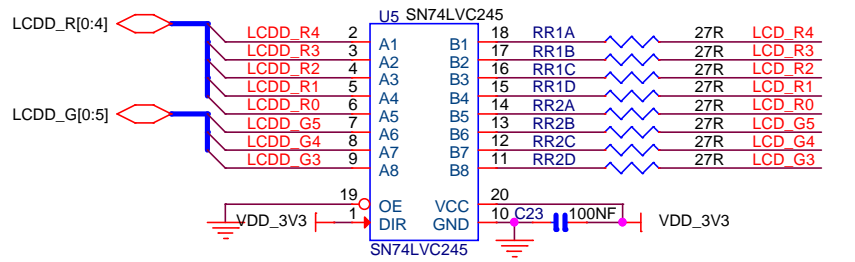 U5 SN74LVC245
LCDD_R[0:4]
LCDD_R4 2 A1 B1 18 RR1A 27R LCD_R4
LCDD_R3 3 A2 B2 17 RR1B 27R LCD_R3
LCDD_R2 4 A3 B3 16 RR1C 27R LCD_R2
LCDD_R1 5 A4 B4 15 RR1D 27R LCD_R1
LCDD_R0 6 A5 B5 14 RR2A 27R LCD_R0
LCDD_G[0:5]
LCDD_G5 7 A6 B6 13 RR2B 27R LCD_G5
LCDD_G4 8 A7 B7 12 RR2C 27R LCD_G4
LCDD_G3 9 A8 B8 11 RR2D 27R LCD_G3
19 OE VCC 20
VDD_3V3 1 DIR GND 10 C23 100NF VDD_3V3
SN74LVC245